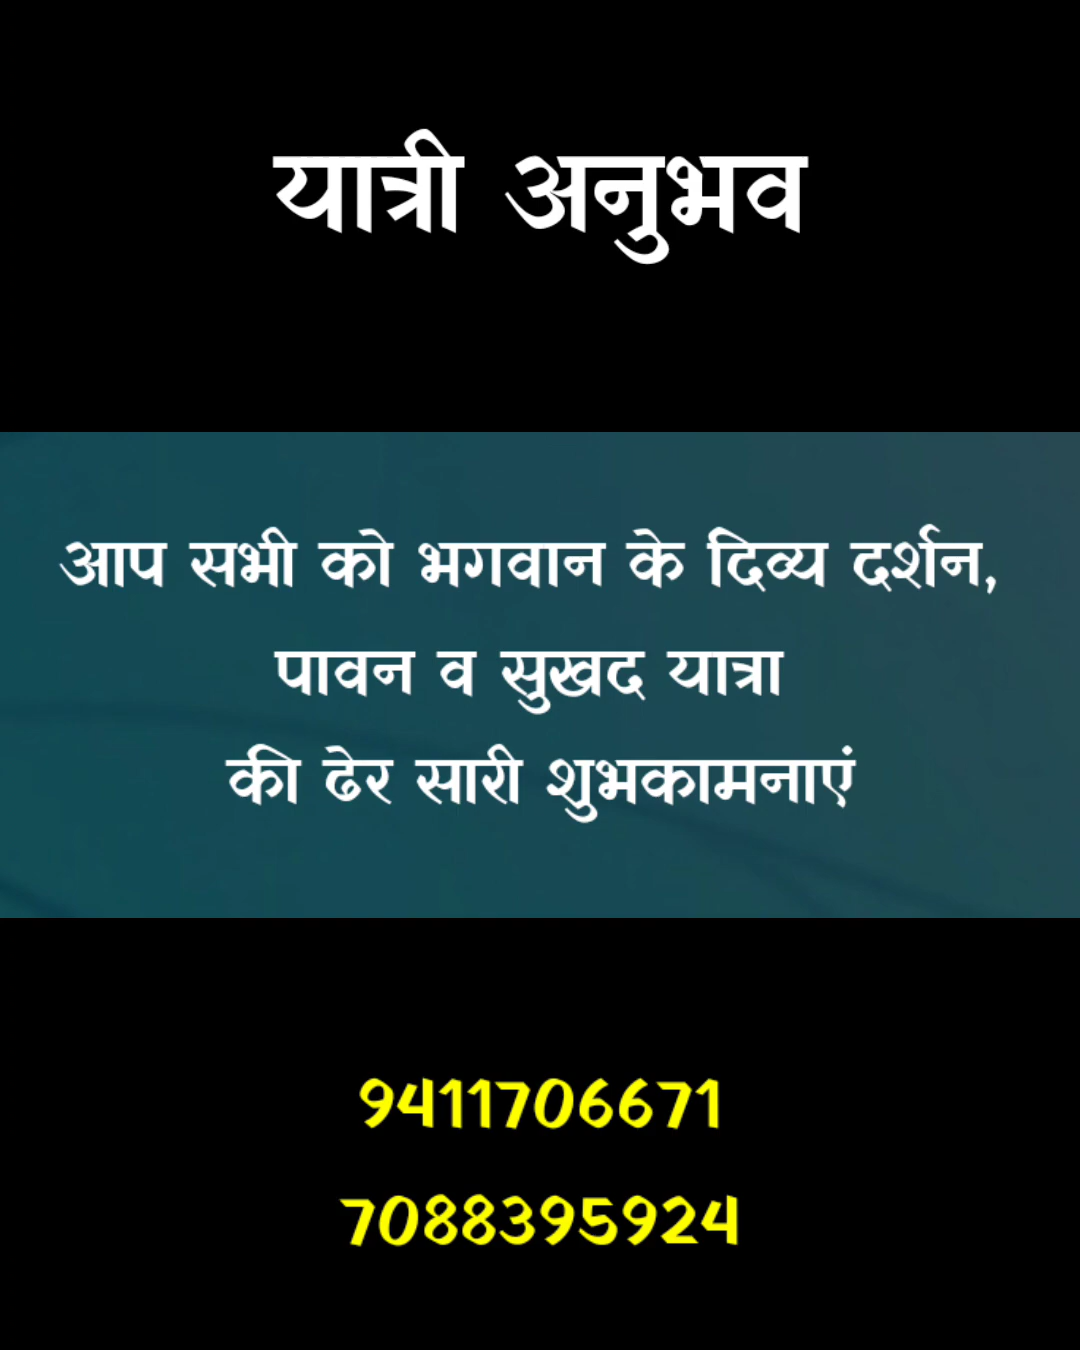 यात्री अनुभव
आप सभी को भगवान के दिव्य दर्शन,
पावन व सुखद यात्रा
की ढेर सारी शुभकामनाएं
9411706671
7088395924